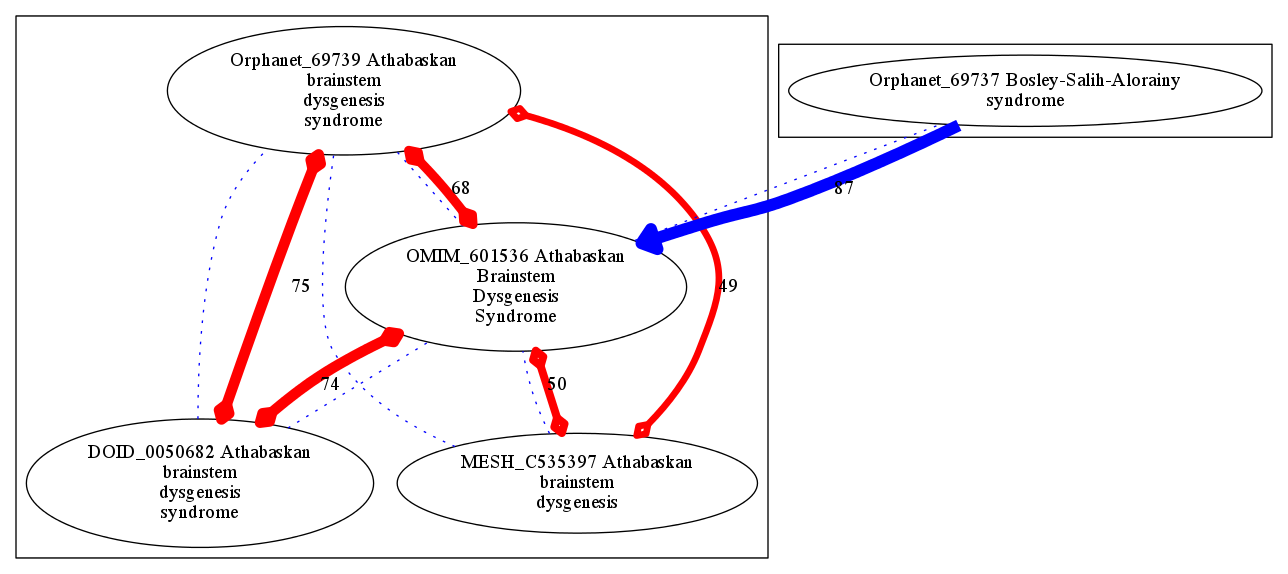 Orphanet_69739 Athabaskan
brainstem
dysgenesis
syndrome
Orphanet_69737 Bosley-Salih-Alorainy
syndrome
68
87
OMIM_601536 Athabaskan
Brainstem
Dysgenesis
Syndrome
75
49
74
50
DOID_0050682 Athabaskan
brainstem
dysgenesis
syndrome
MESH_C535397 Athabaskan
brainstem
dysgenesis